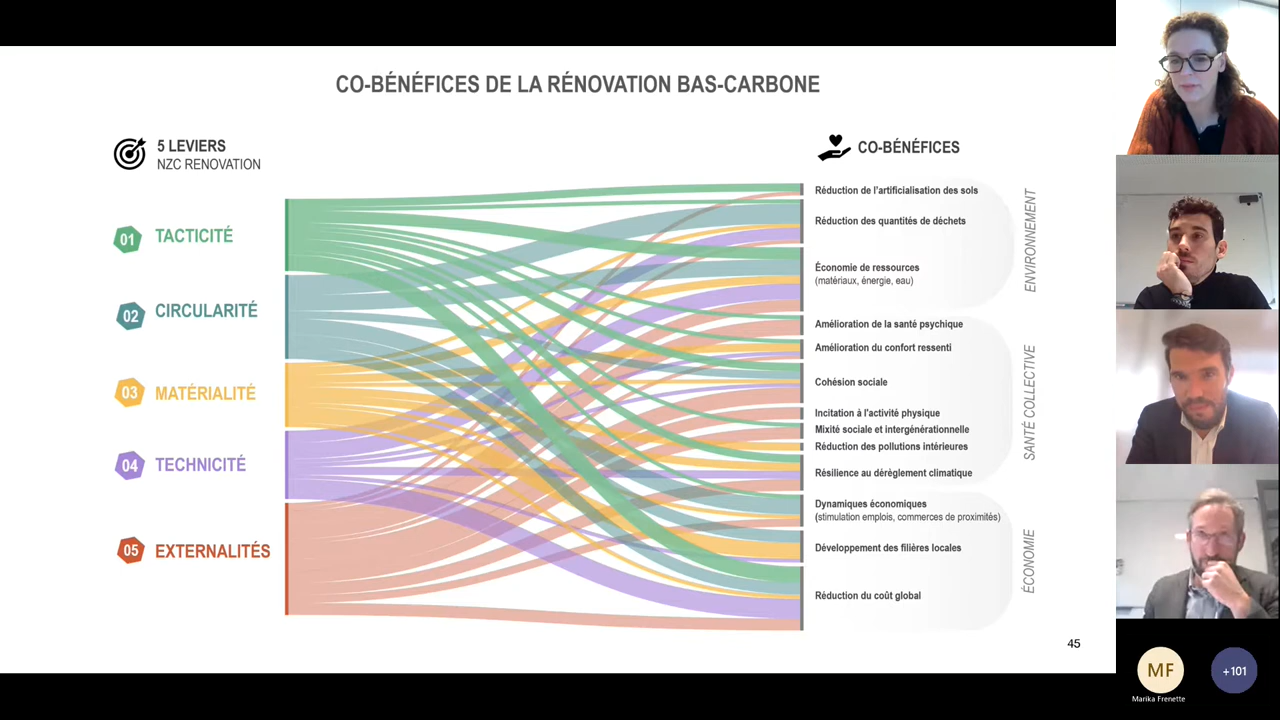 CO-BÉNÉFICES DE LA RÉNOVATION BAS-CARBONE
5 LEVIERS
NZC RENOVATION
01 TACTICITÉ
02 CIRCULARITÉ
03 MATÉRIALITÉ
04 TECHNICITÉ
05 EXTERNALITÉS
CO-BÉNÉFICES
Réduction de l'artificialisation des sols
Réduction des quantités de déchets
Économie de ressources
(matériaux, énergie, eau)
ENVIRONNEMENT
Amélioration de la santé psychique
Amélioration du confort ressenti
Cohésion sociale
Incitation à l'activité physique
Mixité sociale et intergénérationnelle
Réduction des pollutions intérieures
Résilience au dérèglement climatique
SANTÉ COLLECTIVE
Dynamiques économiques
(stimulation emplois, commerces de proximités)
Développement des filières locales
Réduction du coût global
ÉCONOMIE
45
MF
Marika Frenette
+101